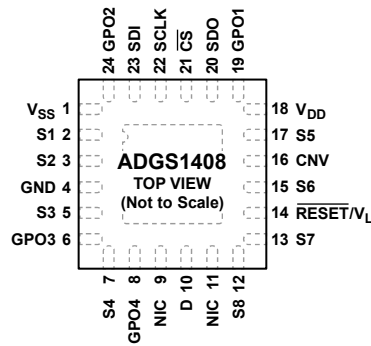 24 GPO2
23 SDI
22 SCLK
21 CS
20 SDO
19 GPO1
VSS 1
S1 2
S2 3
GND 4
S3 5
GPO3 6
ADGS1408
TOP VIEW
(Not to Scale)
18 VDD
17 S5
16 CNV
15 S6
14 RESET/VL
13 S7
S4 7
GPO4 8
NIC 9
D 10
NIC 11
S8 12